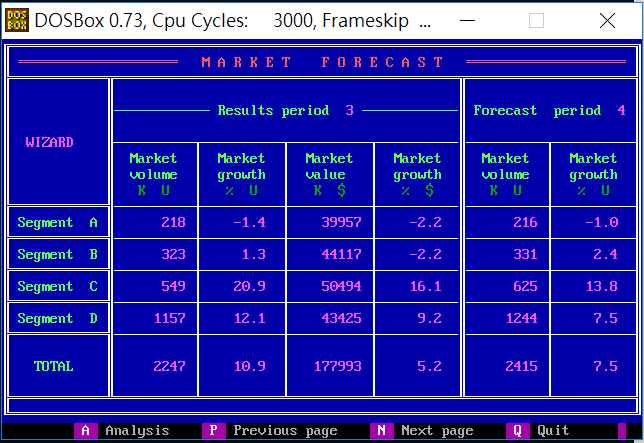 DOS BOX DOSBox 0.73, Cpu Cycles: 3000, Frameskip ...
MARKET FORECAST
WIZARD
Results period 3
Forecast period 4
Market volume K U
Market growth % U
Market value K $
Market growth % $
Market volume K U
Market growth % U
Segment A 218 -1.4 39957 -2.2 216 -1.0
Segment B 323 1.3 44117 -2.2 331 2.4
Segment C 549 20.9 50494 16.1 625 13.8
Segment D 1157 12.1 43425 9.2 1244 7.5
TOTAL 2247 10.9 177993 5.2 2415 7.5
A Analysis P Previous page N Next page Q Quit